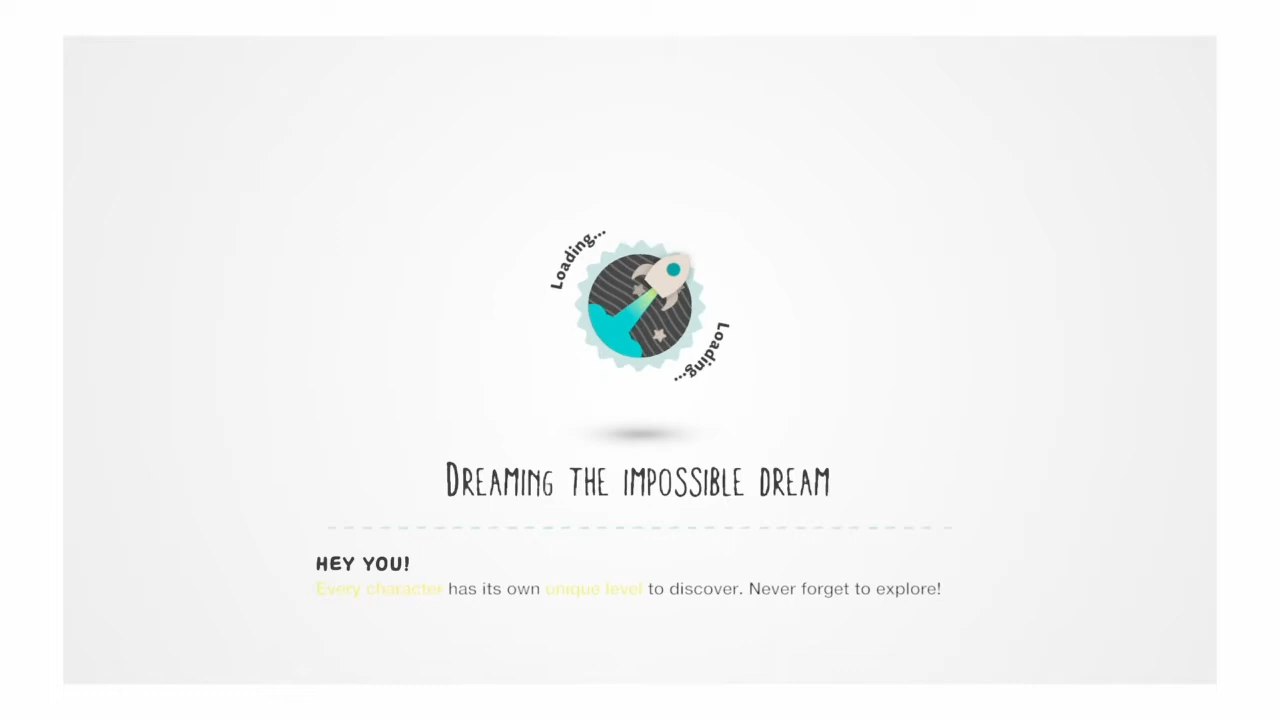 Loading...
Loading...
Dreaming the impossible dream
HEY YOU!
Every character has its own unique level to discover. Never forget to explore!